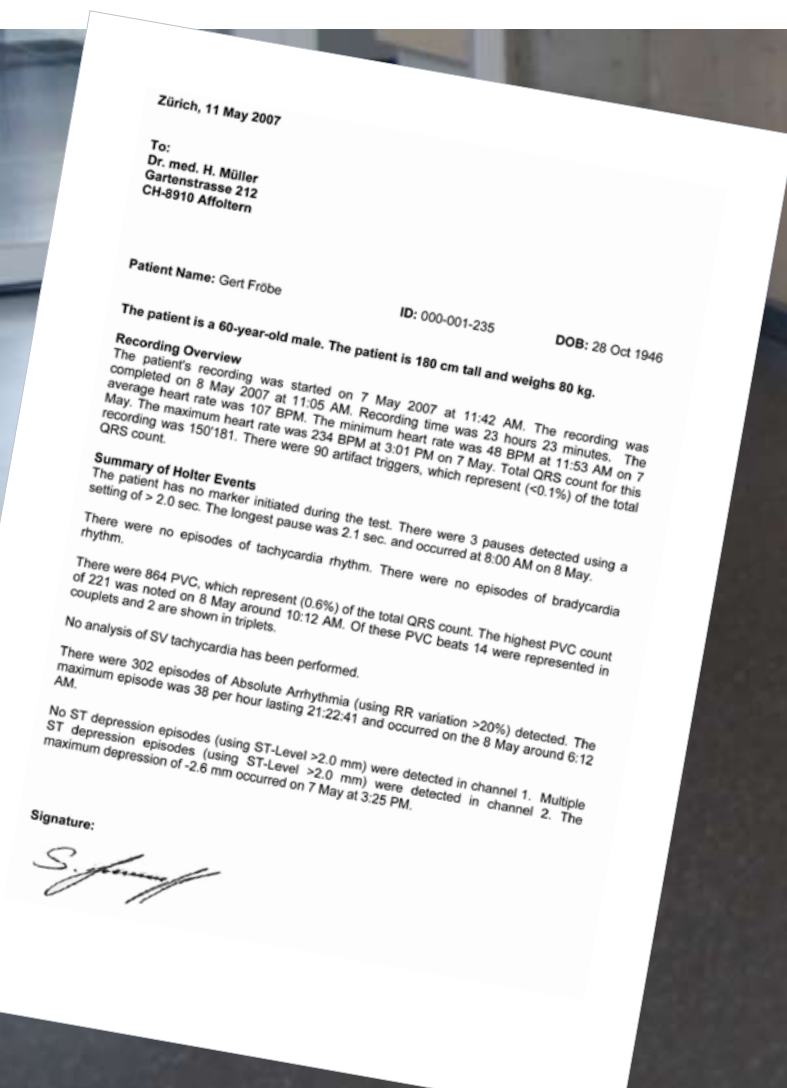 Zürich, 11 May 2007
To:
Dr. med. H. Müller
Gartenstrasse 212
CH-8910 Affoltern
Patient Name: Gert Fröbe ID: 000-001-235 DOB: 28 Oct 1946
The patient is a 60-year-old male. The patient is 180 cm tall and weighs 80 kg.
Recording Overview
The patient's recording was started on 7 May 2007 at 11:42 AM. The recording was
completed on 8 May 2007 at 11:05 AM. Recording time was 23 hours 23 minutes. The
average heart rate was 107 BPM. The minimum heart rate was 48 BPM at 11:53 AM on 7
May. The maximum heart rate was 234 BPM at 3:01 PM on 7 May. Total QRS count for this
recording was 150'181. There were 90 artifact triggers, which represent (<0.1%) of the total
QRS count.
Summary of Holter Events
The patient has no marker initiated during the test. There were 3 pauses detected using a
setting of > 2.0 sec. The longest pause was 2.1 sec. and occurred at 8:00 AM on 8 May.
There were no episodes of tachycardia rhythm. There were no episodes of bradycardia
rhythm.
There were 864 PVC, which represent (0.6%) of the total QRS count. The highest PVC count
of 221 was noted on 8 May around 10:12 AM. Of these PVC beats 14 were represented in
couplets and 2 are shown in triplets.
No analysis of SV tachycardia has been performed.
There were 302 episodes of Absolute Arrhythmia (using RR variation >20%) detected. The
maximum episode was 38 per hour lasting 21:22:41 and occurred on the 8 May around 6:12
AM.
No ST depression episodes (using ST-Level >2.0 mm) were detected in channel 1. Multiple
ST depression episodes (using ST-Level >2.0 mm) were detected in channel 2. The
maximum depression of -2.6 mm occurred on 7 May at 3:25 PM.
Signature: